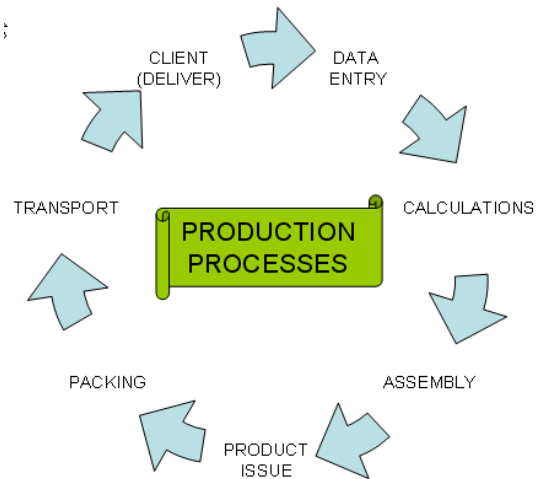 CLIENT
(DELIVER)
DATA
ENTRY
CALCULATIONS
ASSEMBLY
PRODUCT
ISSUE
PACKING
TRANSPORT
PRODUCTION
PROCESSES